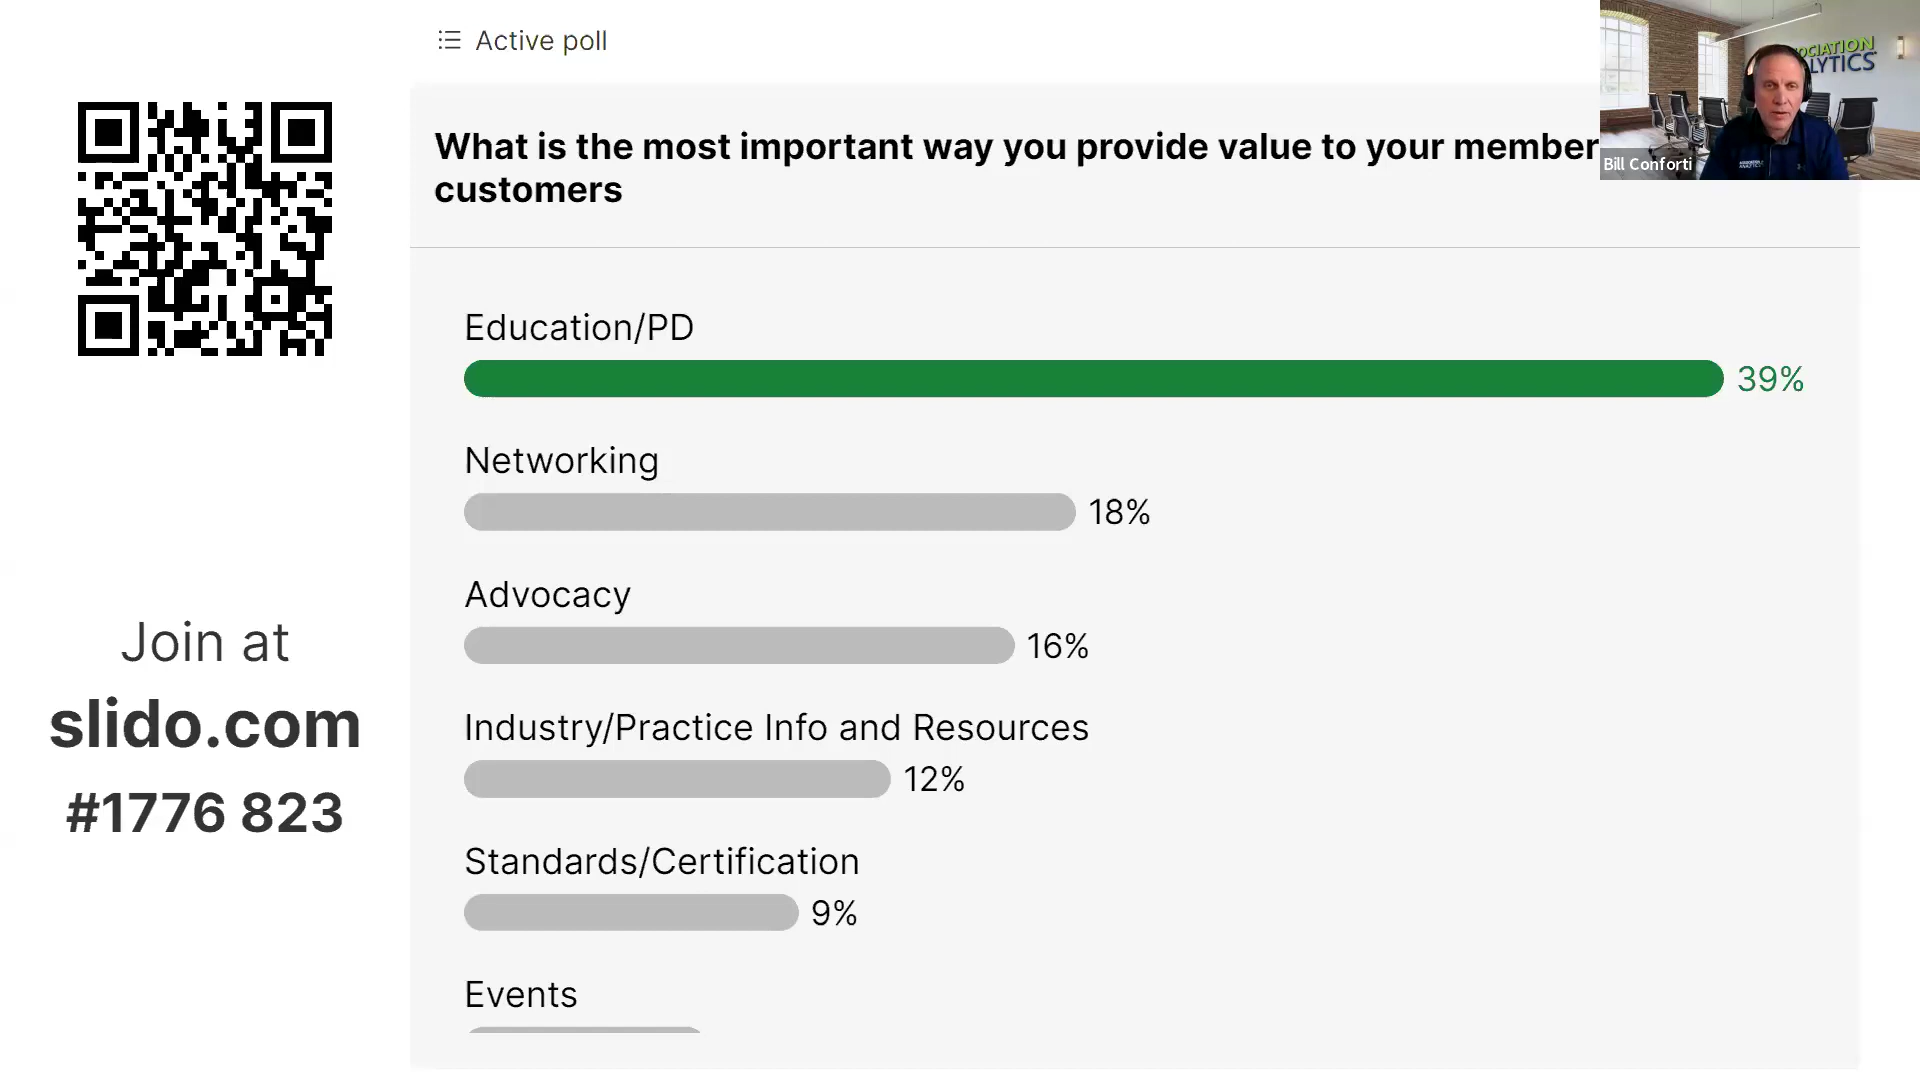 Active poll
What is the most important way you provide value to your member
customers
OCIATION
LYTICS
Bill Conforti
Education/PD
39%
Networking
18%
Advocacy
16%
Industry/Practice Info and Resources
12%
Standards/Certification
9%
Events
Join at
slido.com
#1776 823